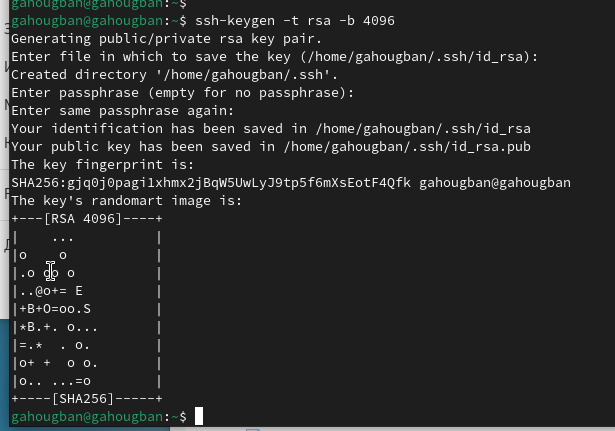 gahougban@gahougban:~$
gahougban@gahougban:~$ ssh-keygen -t rsa -b 4096
Generating public/private rsa key pair.
Enter file in which to save the key (/home/gahougban/.ssh/id_rsa):
Created directory '/home/gahougban/.ssh'.
Enter passphrase (empty for no passphrase):
Enter same passphrase again:
Your identification has been saved in /home/gahougban/.ssh/id_rsa
Your public key has been saved in /home/gahougban/.ssh/id_rsa.pub
The key fingerprint is:
SHA256:gjq0j0pagi1xhmx2jBqW5UwLyJ9tp5f6mXsEotF4Qfk gahougban@gahougban
The key's randomart image is:
+---[RSA 4096]----+
|    ...          |
|o    o           |
|.o oo o          |
|..@o+= E         |
|+B+O=oo.S        |
|*B.+. o...       |
|=.*  . o.        |
|o+ +  o o.       |
|o.. ...=o        |
+----[SHA256]-----+
gahougban@gahougban:~$